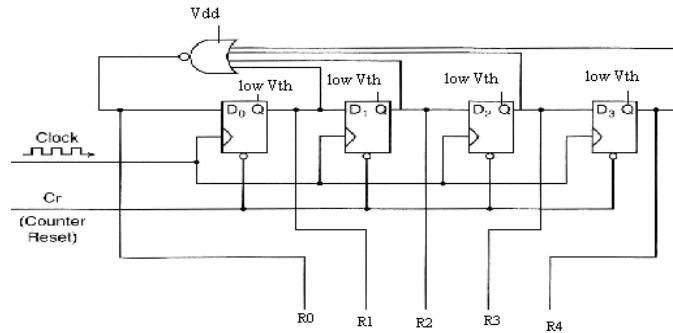 Vdd
low Vth low Vth low Vth low Vth
D0 Q D1 Q D2 Q D3 Q
Clock
Cr
(Counter
Reset)
R0 R1 R2 R3 R4